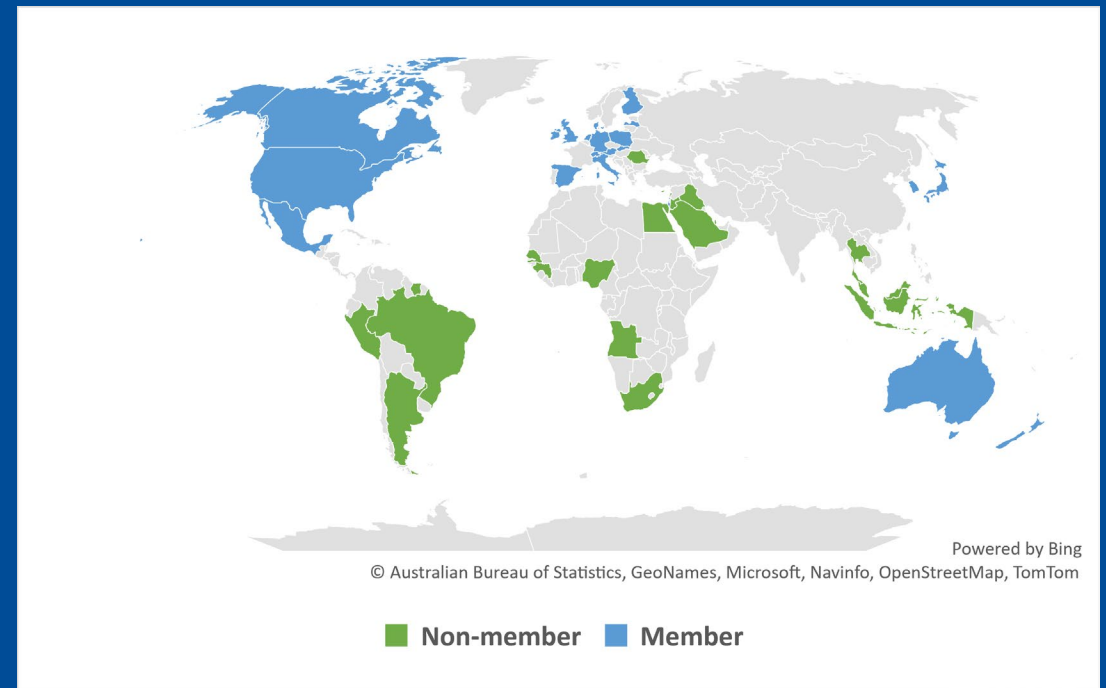 Powered by Bing
© Australian Bureau of Statistics, GeoNames, Microsoft, Navinfo, OpenStreetMap, TomTom
Non-member Member